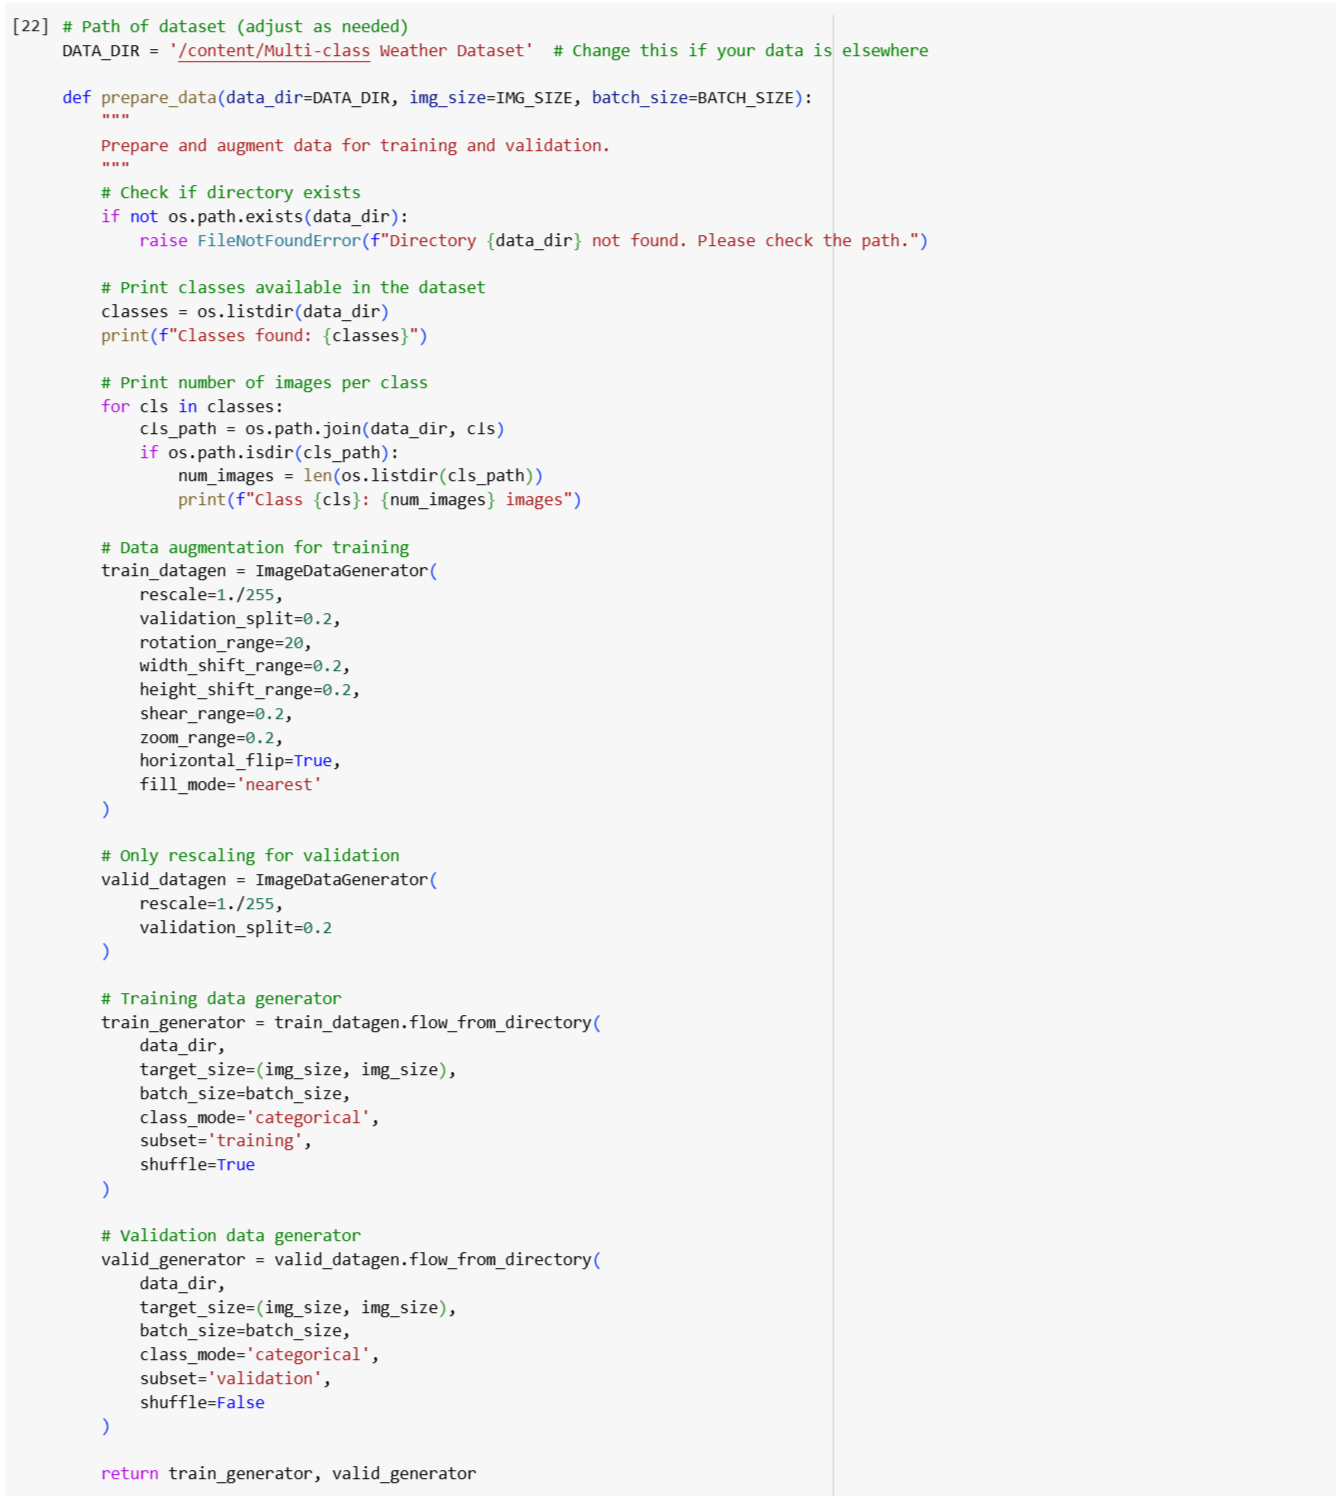 [22] # Path of dataset (adjust as needed)
DATA_DIR = '/content/Multi-class Weather Dataset'  # Change this if your data is elsewhere

def prepare_data(data_dir=DATA_DIR, img_size=IMG_SIZE, batch_size=BATCH_SIZE):
    """
    Prepare and augment data for training and validation.
    """
    # Check if directory exists
    if not os.path.exists(data_dir):
        raise FileNotFoundError(f"Directory {data_dir} not found. Please check the path.")

    # Print classes available in the dataset
    classes = os.listdir(data_dir)
    print(f"Classes found: {classes}")

    # Print number of images per class
    for cls in classes:
        cls_path = os.path.join(data_dir, cls)
        if os.path.isdir(cls_path):
            num_images = len(os.listdir(cls_path))
            print(f"Class {cls}: {num_images} images")

    # Data augmentation for training
    train_datagen = ImageDataGenerator(
        rescale=1./255,
        validation_split=0.2,
        rotation_range=20,
        width_shift_range=0.2,
        height_shift_range=0.2,
        shear_range=0.2,
        zoom_range=0.2,
        horizontal_flip=True,
        fill_mode='nearest'
    )

    # Only rescaling for validation
    valid_datagen = ImageDataGenerator(
        rescale=1./255,
        validation_split=0.2
    )

    # Training data generator
    train_generator = train_datagen.flow_from_directory(
        data_dir,
        target_size=(img_size, img_size),
        batch_size=batch_size,
        class_mode='categorical',
        subset='training',
        shuffle=True
    )

    # Validation data generator
    valid_generator = valid_datagen.flow_from_directory(
        data_dir,
        target_size=(img_size, img_size),
        batch_size=batch_size,
        class_mode='categorical',
        subset='validation',
        shuffle=False
    )

    return train_generator, valid_generator